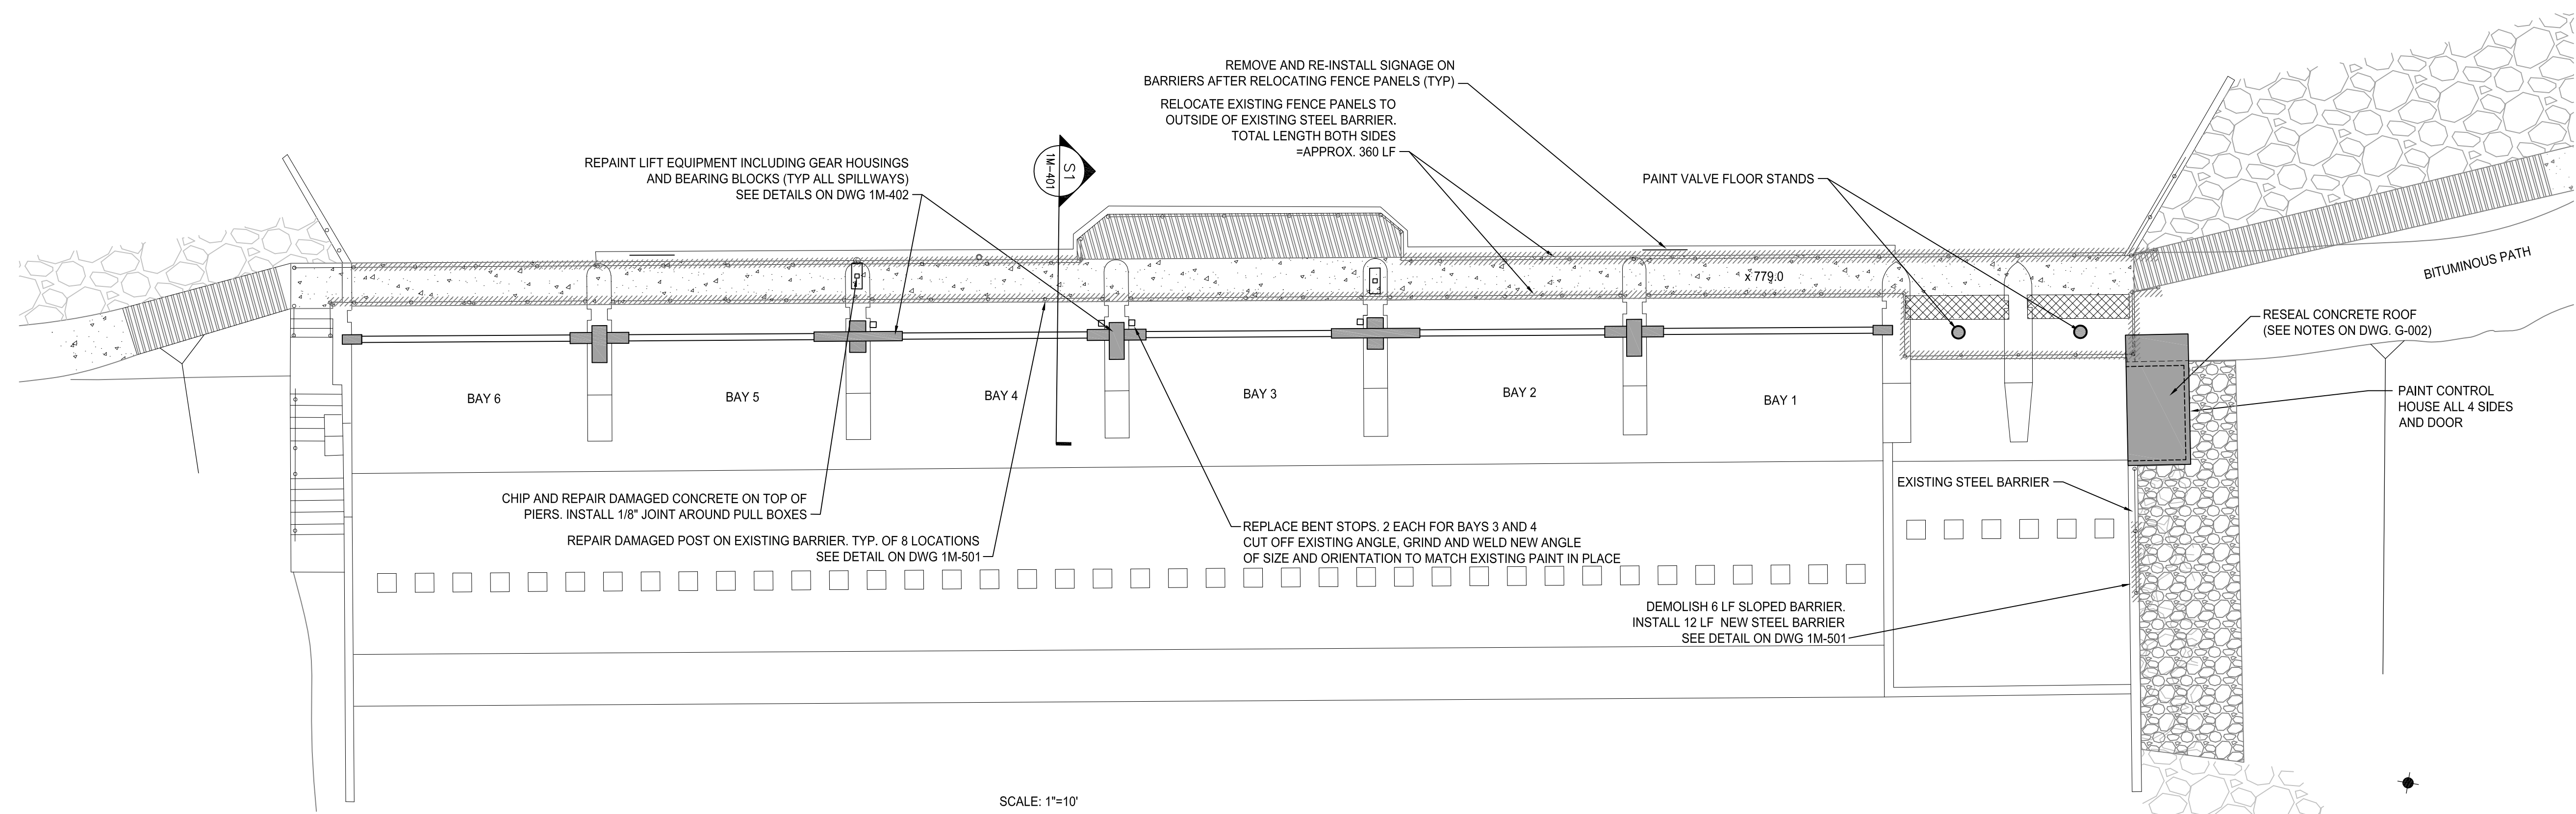 REMOVE AND RE-INSTALL SIGNAGE ON
BARRIERS AFTER RELOCATING FENCE PANELS (TYP)
RELOCATE EXISTING FENCE PANELS TO
OUTSIDE OF EXISTING STEEL BARRIER.
TOTAL LENGTH BOTH SIDES
=APPROX. 360 LF
REPAINT LIFT EQUIPMENT INCLUDING GEAR HOUSINGS
AND BEARING BLOCKS (TYP ALL SPILLWAYS)
SEE DETAILS ON DWG 1M-402
S1
1M-401
PAINT VALVE FLOOR STANDS
x 779.0
BITUMINOUS PATH
RESEAL CONCRETE ROOF
(SEE NOTES ON DWG. G-002)
PAINT CONTROL
HOUSE ALL 4 SIDES
AND DOOR
BAY 6
BAY 5
BAY 4
BAY 3
BAY 2
BAY 1
EXISTING STEEL BARRIER
CHIP AND REPAIR DAMAGED CONCRETE ON TOP OF
PIERS. INSTALL 1/8" JOINT AROUND PULL BOXES
REPAIR DAMAGED POST ON EXISTING BARRIER. TYP. OF 8 LOCATIONS
SEE DETAIL ON DWG 1M-501
REPLACE BENT STOPS. 2 EACH FOR BAYS 3 AND 4
CUT OFF EXISTING ANGLE, GRIND AND WELD NEW ANGLE
OF SIZE AND ORIENTATION TO MATCH EXISTING PAINT IN PLACE
DEMOLISH 6 LF SLOPED BARRIER.
INSTALL 12 LF NEW STEEL BARRIER
SEE DETAIL ON DWG 1M-501
SCALE: 1"=10'